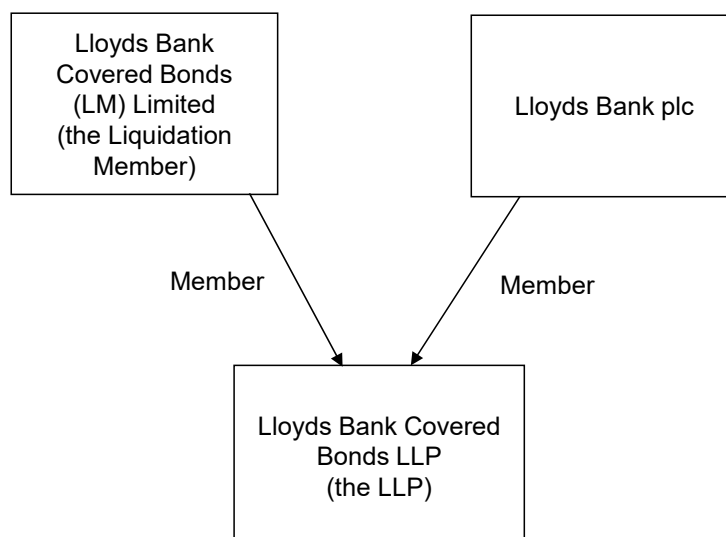 Lloyds Bank
Covered Bonds
(LM) Limited
(the Liquidation
Member)
Lloyds Bank plc
Member
Member
Lloyds Bank Covered
Bonds LLP
(the LLP)